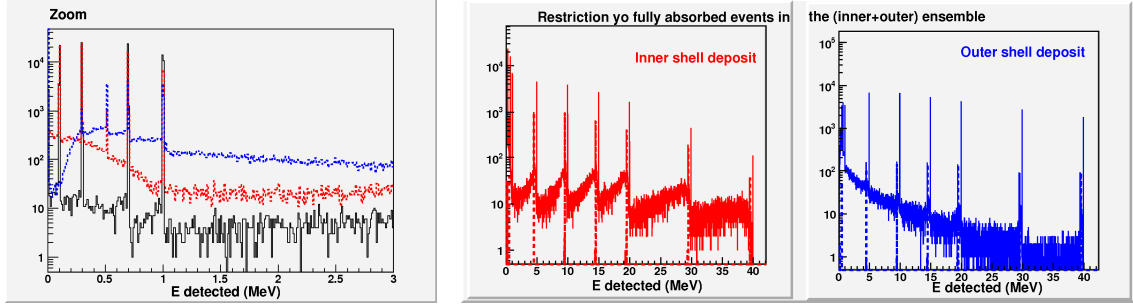 Zoom
10⁴
10³
10²
10
1
0 0.5 1 1.5 2 2.5 3
E detected (MeV)
Restriction yo fully absorbed events in
Inner shell deposit
10⁴
10³
10²
10
1
0 5 10 15 20 25 30 35 40
E detected (MeV)
the (inner+outer) ensemble
Outer shell deposit
10⁵
10⁴
10³
10²
10
1
0 5 10 15 20 25 30 35 40
E detected (MeV)